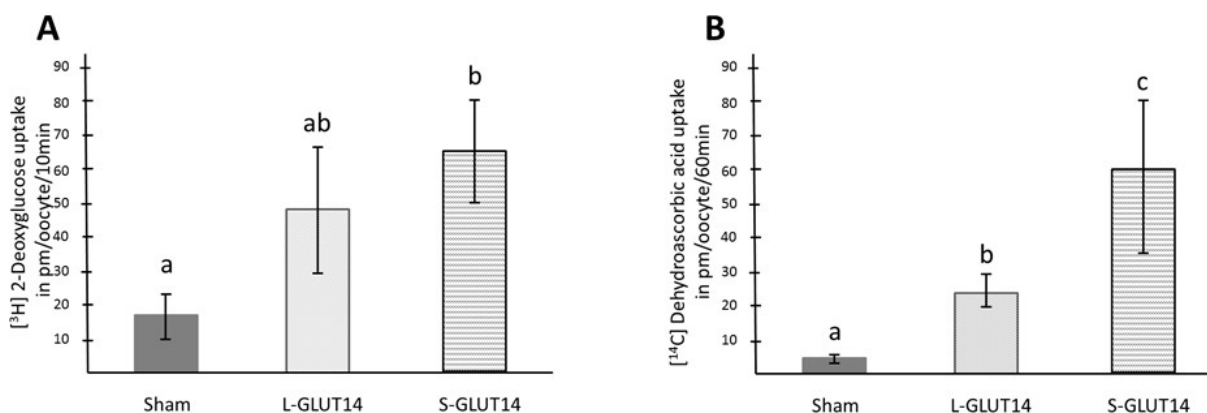 A
[³H] 2-Deoxyglucose uptake
in pm/oocyte/10min
90
80
70
60
50
40
30
20
10
a
ab
b
Sham
L-GLUT14
S-GLUT14
B
[¹⁴C] Dehydroascorbic acid uptake
in pm/oocyte/60min
90
80
70
60
50
40
30
20
10
a
b
c
Sham
L-GLUT14
S-GLUT14